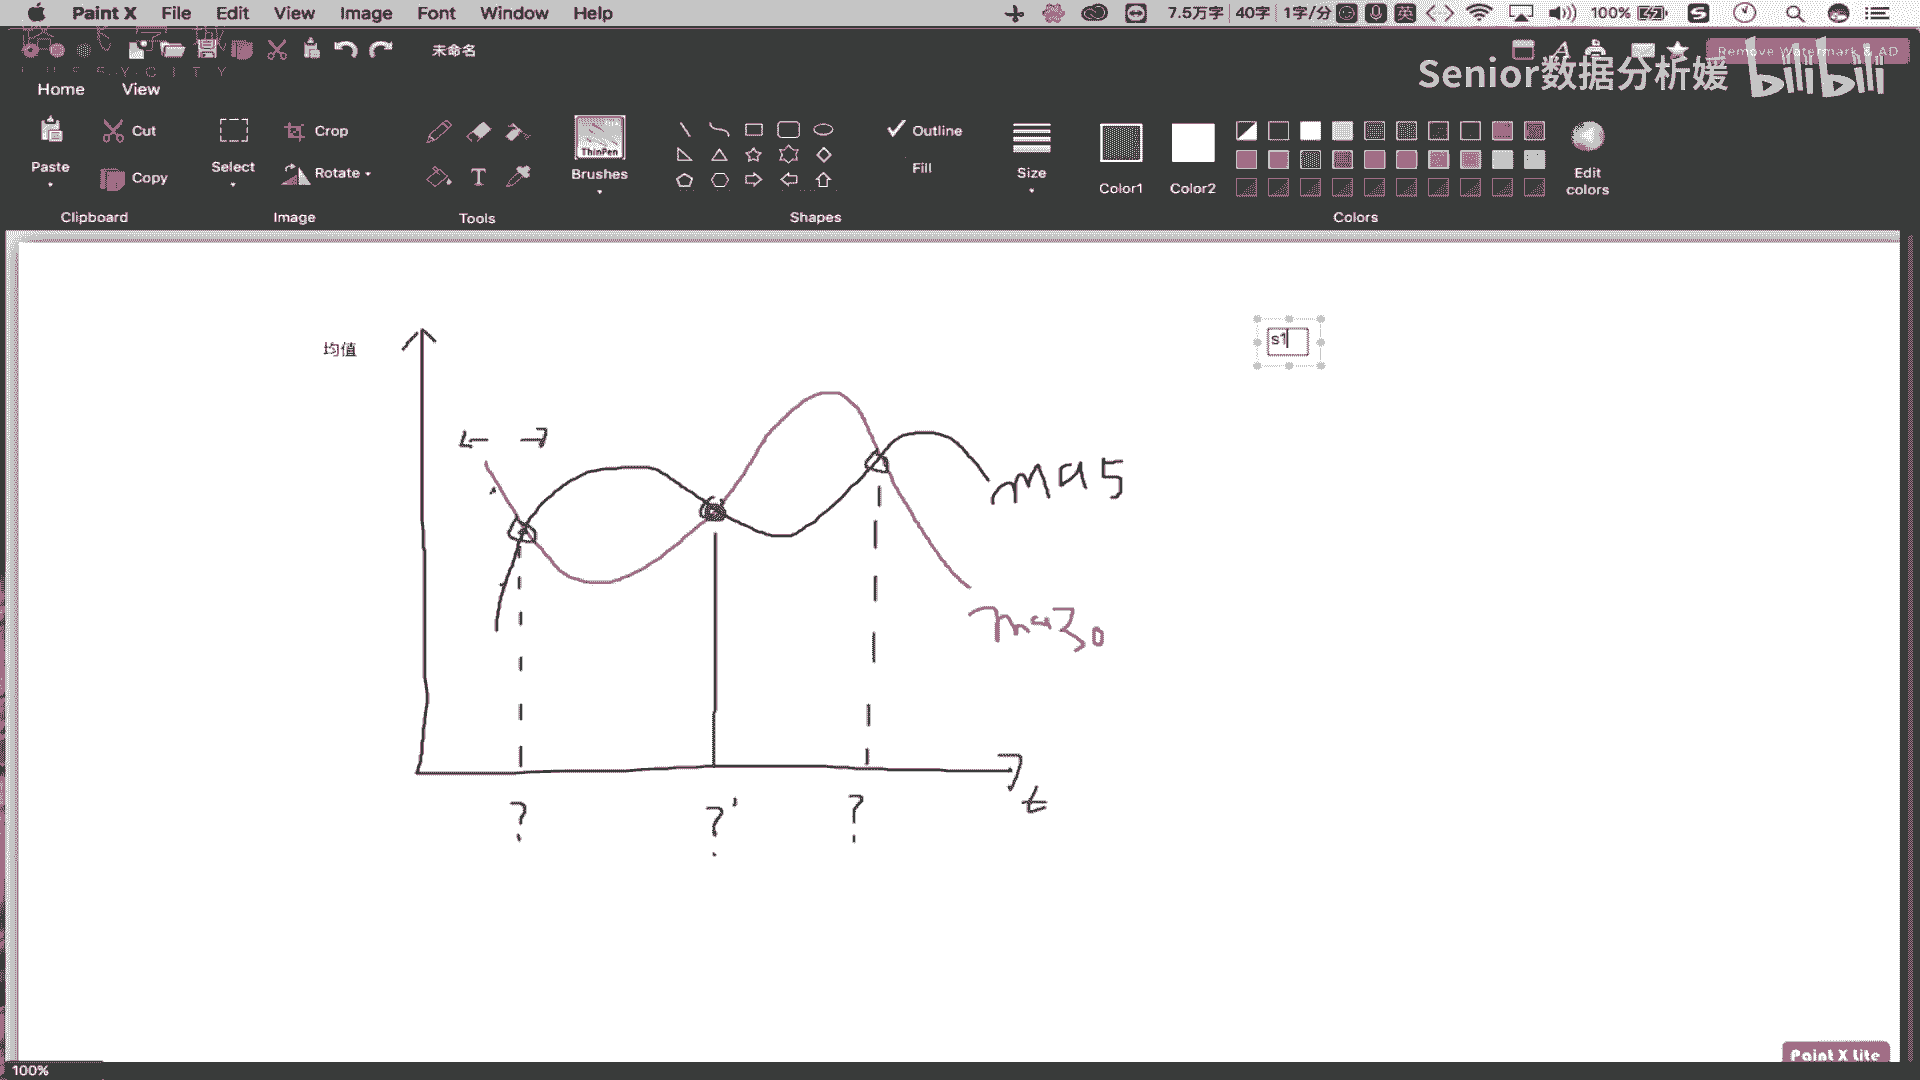 Paint X File Edit View Image Font Window Help 7.5万字 40字 1字/分 英 100%
未命名
Remove Watermark & AD
Senior数据分析媛 bilibili
Home View
Cut Crop Outline
ThinPen
Paste Select Rotate Brushes Fill Size
Copy Color1 Color2 Edit colors
Clipboard Image Tools Shapes Colors
均值
s1
ma5
ma30
t
? ?' ?
Paint X Lite
100%